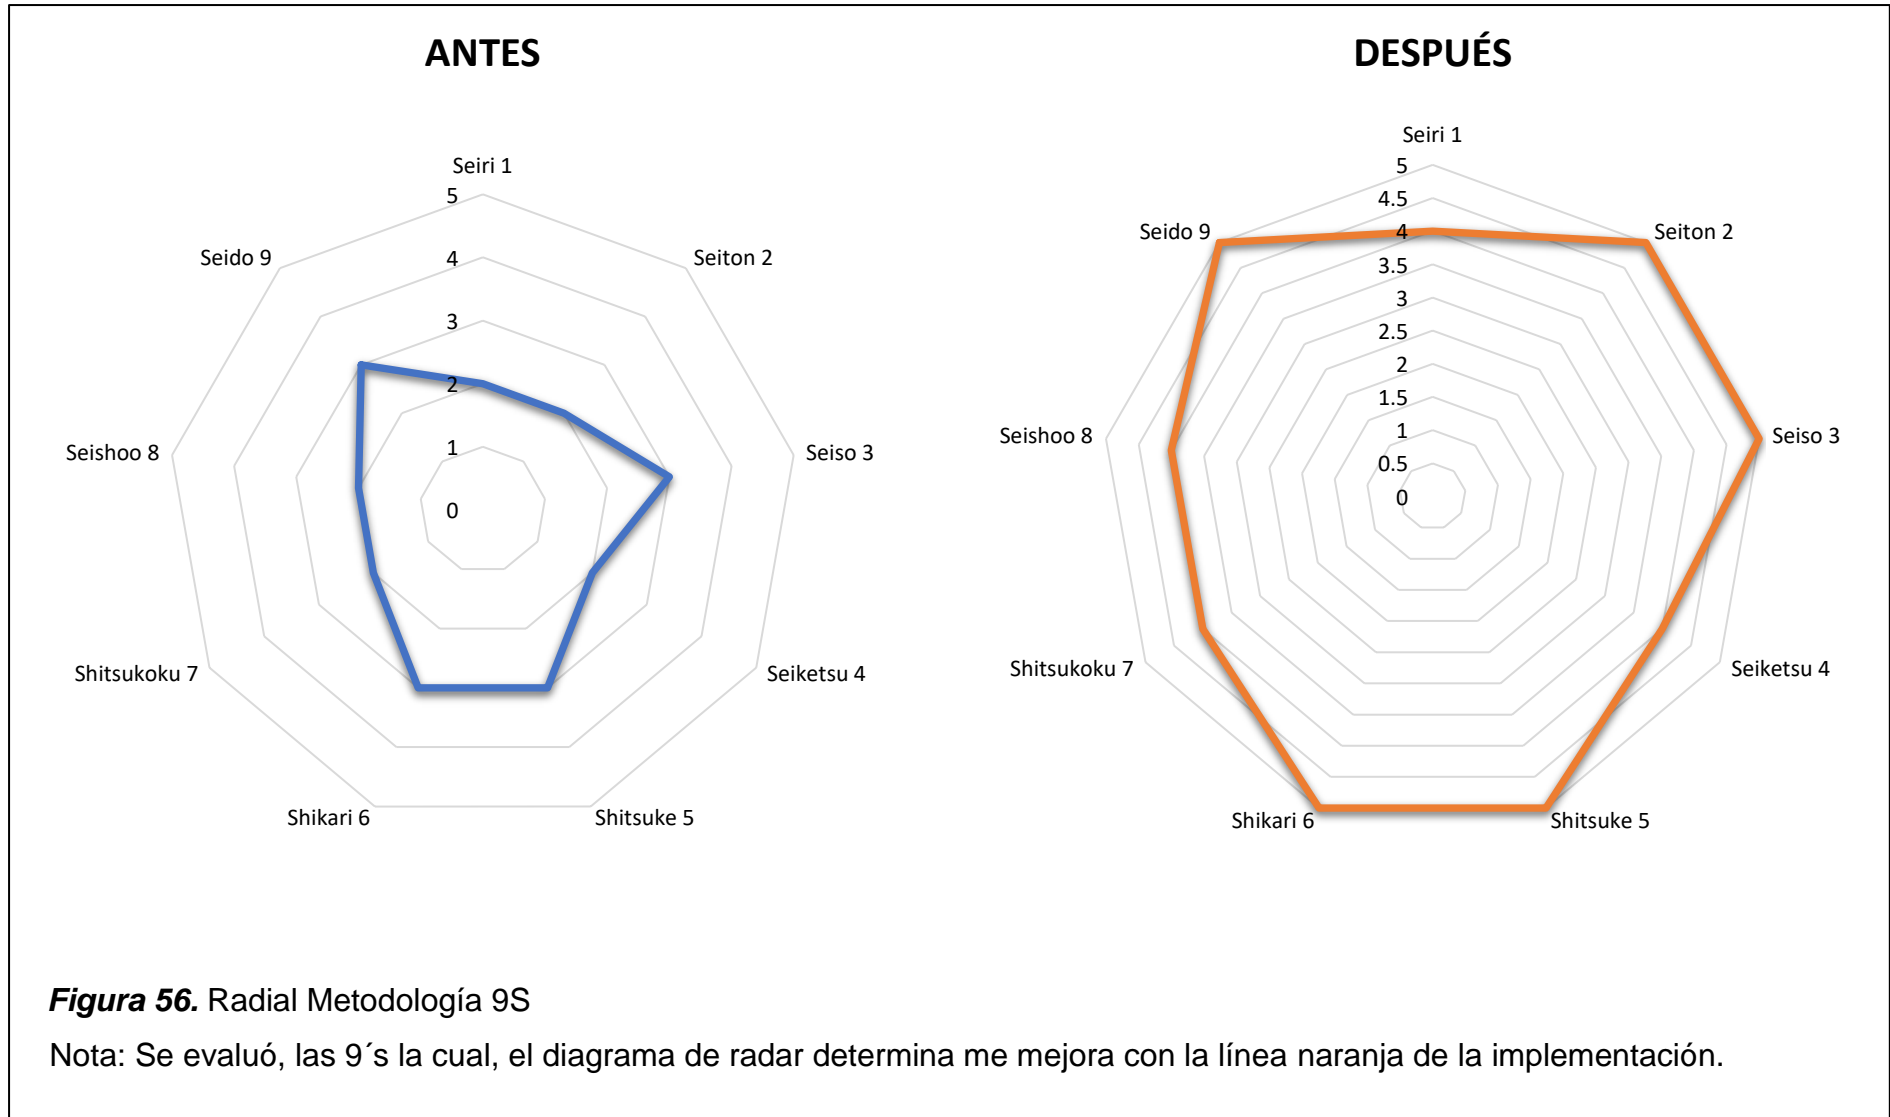 ANTES
Seiri 1
5
4
3
2
1
0
Seiton 2
Seiso 3
Seiketsu 4
Shitsuke 5
Shikari 6
Shitsukoku 7
Seishoo 8
Seido 9
DESPUÉS
Seiri 1
5
4.5
4
3.5
3
2.5
2
1.5
1
0.5
0
Seiton 2
Seiso 3
Seiketsu 4
Shitsuke 5
Shikari 6
Shitsukoku 7
Seishoo 8
Seido 9
Figura 56. Radial Metodología 9S
Nota: Se evaluó, las 9´s la cual, el diagrama de radar determina me mejora con la línea naranja de la implementación.